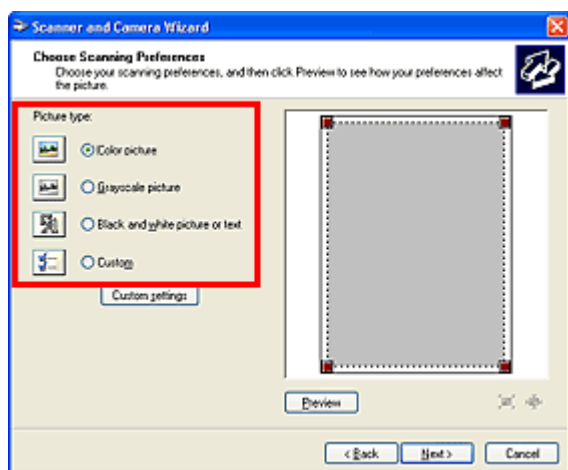 Scanner and Camera Wizard
Choose Scanning Preferences
Choose your scanning preferences, and then click Preview to see how your preferences affect
the picture.
Picture type:
Color picture
Grayscale picture
Black and white picture or text
Custom
Custom settings
Preview
< Back
Next >
Cancel